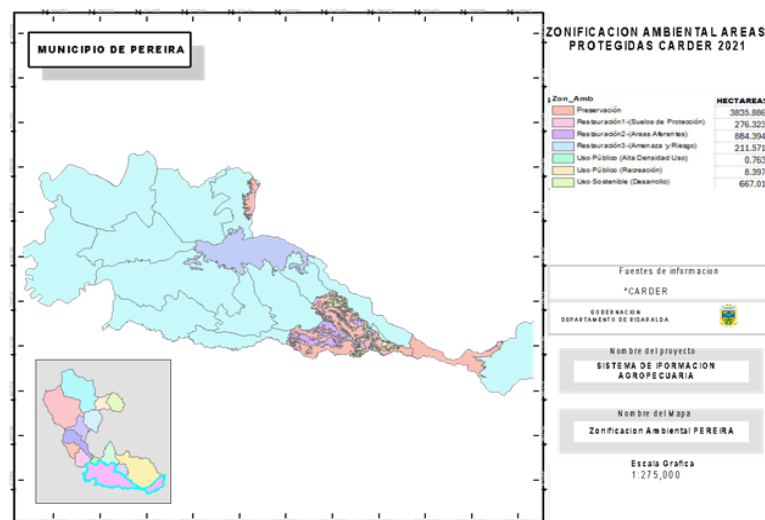 MUNICIPIO DE PEREIRA
ZONIFICACION AMBIENTAL AREAS
PROTEGIDAS CARDER 2021
Zon_Amb HECTAREAS
Preservación 3835.886
Restauración1-(Suelos de Protección) 276.323
Restauración2-(Areas Aferentes) 884.394
Restauración3-(Amenaza y Riesgo) 211.571
Uso Público (Alta Densidad Uso) 0.763
Uso Público (Recreación) 8.397
Uso Sostenible (Desarrollo) 667.01
Fuentes de informacion
*CARDER
GOBERNACION
DEPARTAMENTO DE RISARALDA
Nombre del proyecto
SISTEMA DE IFORMACION
AGROPECUARIA
Nombre del Mapa
Zonificacion Ambiental PEREIRA
Escala Grafica
1:275,000